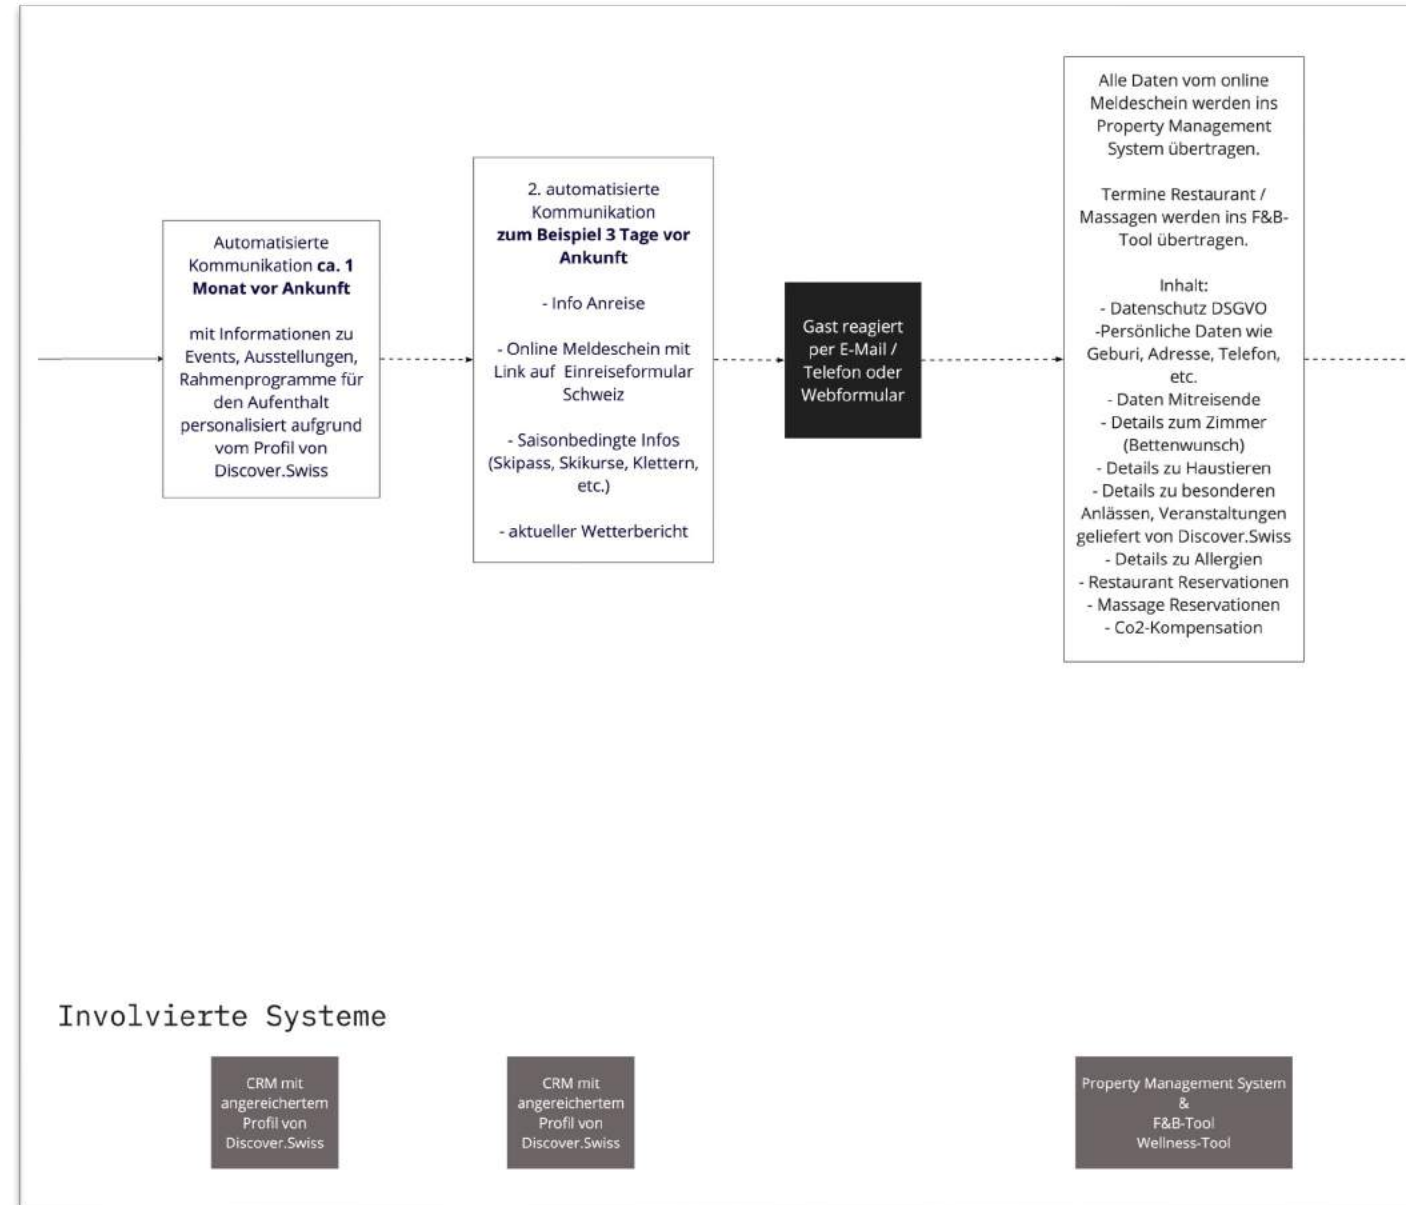 Automatisierte
Kommunikation ca. 1
Monat vor Ankunft
mit Informationen zu
Events, Ausstellungen,
Rahmenprogramme für
den Aufenthalt
personalisiert aufgrund
vom Profil von
Discover.Swiss
2. automatisierte
Kommunikation
zum Beispiel 3 Tage vor
Ankunft
- Info Anreise
- Online Meldeschein mit
Link auf Einreiseformular
Schweiz
- Saisonbedingte Infos
(Skipass, Skikurse, Klettern,
etc.)
- aktueller Wetterbericht
Gast reagiert
per E-Mail /
Telefon oder
Webformular
Alle Daten vom online
Meldeschein werden ins
Property Management
System übertragen.
Termine Restaurant /
Massagen werden ins F&B-
Tool übertragen.
Inhalt:
- Datenschutz DSGVO
-Persönliche Daten wie
Geburi, Adresse, Telefon,
etc.
- Daten Mitreisende
- Details zum Zimmer
(Bettenwunsch)
- Details zu Haustieren
- Details zu besonderen
Anlässen, Veranstaltungen
geliefert von Discover.Swiss
- Details zu Allergien
- Restaurant Reservationen
- Massage Reservationen
- Co2-Kompensation
Involvierte Systeme
CRM mit
angereichertem
Profil von
Discover.Swiss
CRM mit
angereichertem
Profil von
Discover.Swiss
Property Management System
&
F&B-Tool
Wellness-Tool